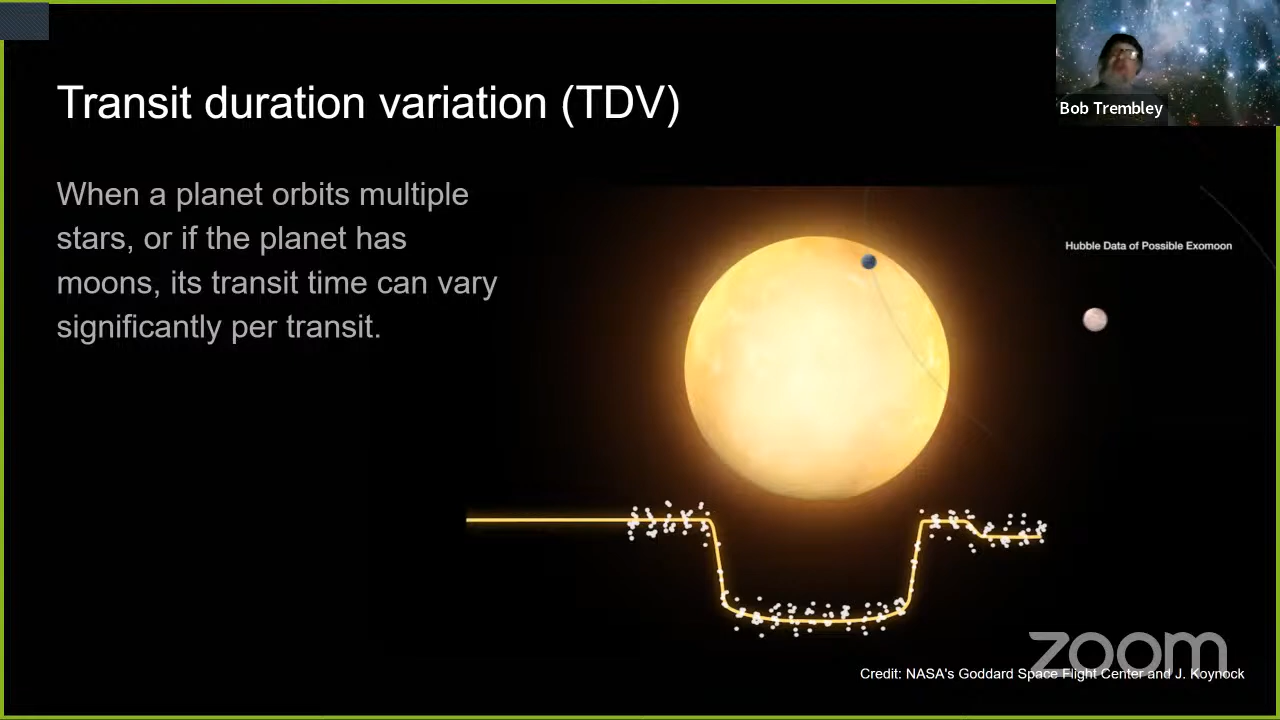 Transit duration variation (TDV)
Bob Trembley
When a planet orbits multiple
stars, or if the planet has
moons, its transit time can vary
significantly per transit.
Hubble Data of Possible Exomoon
zoom
Credit: NASA's Goddard Space Flight Center and J. Koynock